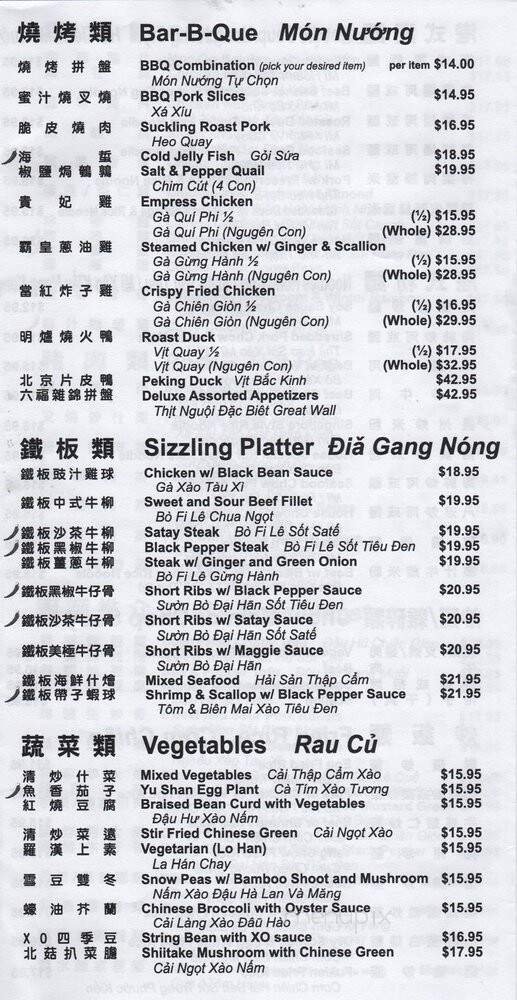 燒烤類 Bar-B-Que Món Nướng
燒烤拼盤 BBQ Combination (pick your desired item) per item $14.00
Món Nướng Tự Chọn
蜜汁燒叉燒 BBQ Pork Slices $14.95
Xá Xíu
脆皮燒肉 Suckling Roast Pork $16.95
Heo Quay
海蜇 Cold Jelly Fish Gỏi Sứa $18.95
椒鹽焗鵪鶉 Salt & Pepper Quail $19.95
Chim Cút (4 Con)
貴妃雞 Empress Chicken
Gà Quí Phi ½ (½) $15.95
Gà Quí Phi (Nguyên Con) (Whole) $28.95
霸皇蔥油雞 Steamed Chicken w/ Ginger & Scallion
Gà Gừng Hành ½ (½) $15.95
Gà Gừng Hành (Nguyên Con) (Whole) $28.95
當紅炸子雞 Crispy Fried Chicken
Gà Chiên Giòn ½ (½) $16.95
Gà Chiên Giòn (Nguyên Con) (Whole) $29.95
明爐燒火鴨 Roast Duck
Vịt Quay ½ (½) $17.95
Vịt Quay (Nguyên Con) (Whole) $32.95
北京片皮鴨 Peking Duck Vịt Bắc Kinh $42.95
六福雜錦拼盤 Deluxe Assorted Appetizers $42.95
Thịt Nguội Đặc Biêt Great Wall
鐵板類 Sizzling Platter Điă Gang Nóng
鐵板豉汁雞球 Chicken w/ Black Bean Sauce $18.95
Gà Xào Tàu Xì
鐵板中式牛柳 Sweet and Sour Beef Fillet $19.95
Bò Fi Lê Chua Ngọt
鐵板沙茶牛柳 Satay Steak Bò Fi Lê Sốt Saté $19.95
鐵板黑椒牛柳 Black Pepper Steak Bò Fi Lê Sốt Tiêu Đen $19.95
鐵板薑蔥牛柳 Steak w/ Ginger and Green Onion $19.95
Bò Fi Lê Gừng Hành
鐵板黑椒牛仔骨 Short Ribs w/ Black Pepper Sauce $20.95
Sườn Bò Đại Hãn Sốt Tiêu Đen
鐵板沙茶牛仔骨 Short Ribs w/ Satay Sauce $20.95
Sườn Bò Đại Hãn Sốt Saté
鐵板美極牛仔骨 Short Ribs w/ Maggie Sauce $20.95
Sườn Bò Đại Hãn
鐵板海鮮什燴 Mixed Seafood Hải Sản Thập Cẩm $21.95
鐵板帶子蝦球 Shrimp & Scallop w/ Black Pepper Sauce $21.95
Tôm & Biên Mai Xào Tiêu Đen
蔬菜類 Vegetables Rau Củ
清炒什菜 Mixed Vegetables Cải Thập Cẩm Xào $15.95
魚香茄子 Yu Shan Egg Plant Cà Tím Xào Tương $15.95
紅燒豆腐 Braised Bean Curd with Vegetables $15.95
Đậu Hư Xào Nấm
清炒菜遠 Stir Fried Chinese Green Cải Ngọt Xào $15.95
羅漢上素 Vegetarian (Lo Han) $15.95
La Hán Chay
雪豆雙冬 Snow Peas w/ Bamboo Shoot and Mushroom $15.95
Nấm Xào Đậu Hà Lan Và Măng
蠔油芥蘭 Chinese Broccoli with Oyster Sauce $15.95
Cải Làng Xào Đâũ Hào
XO四季豆 String Bean with XO sauce $16.95
北菇扒菜膽 Shiitake Mushroom with Chinese Green $17.95
Cải Ngọt Xào Nấm